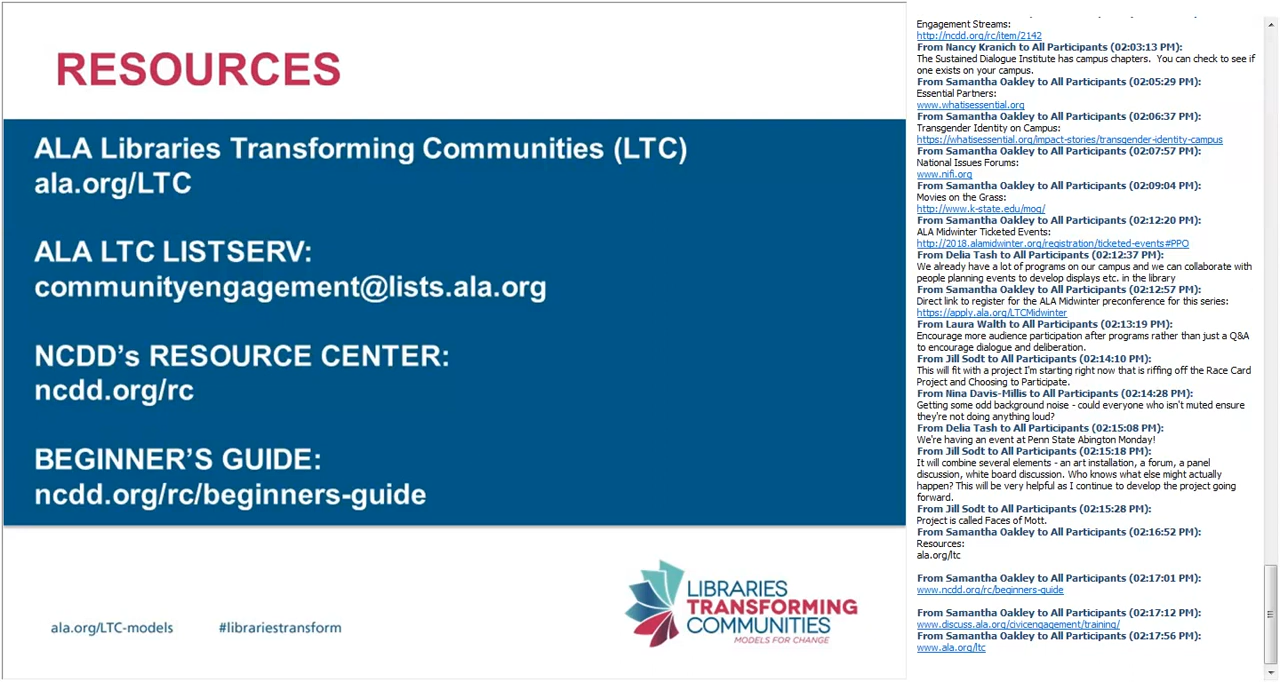 RESOURCES
ALA Libraries Transforming Communities (LTC)
ala.org/LTC
ALA LTC LISTSERV:
communityengagement@lists.ala.org
NCDD's RESOURCE CENTER:
ncdd.org/rc
BEGINNER'S GUIDE:
ncdd.org/rc/beginners-guide
ala.org/LTC-models
#librariestransform
LIBRARIES
TRANSFORMING
COMMUNITIES
MODELS FOR CHANGE
Engagement Streams:
http://ncdd.org/rc/item/2142
From Nancy Kranich to All Participants (02:03:13 PM):
The Sustained Dialogue Institute has campus chapters.  You can check to see if
one exists on your campus.
From Samantha Oakley to All Participants (02:05:29 PM):
Essential Partners:
www.whatisessential.org
From Samantha Oakley to All Participants (02:06:37 PM):
Transgender Identity on Campus:
https://whatisessential.org/impact-stories/transgender-identity-campus
From Samantha Oakley to All Participants (02:07:57 PM):
National Issues Forums:
www.nifi.org
From Samantha Oakley to All Participants (02:09:04 PM):
Movies on the Grass:
http://www.k-state.edu/mog/
From Samantha Oakley to All Participants (02:12:20 PM):
ALA Midwinter Ticketed Events:
http://2018.alamidwinter.org/registration/ticketed-events#PPO
From Delia Tash to All Participants (02:12:37 PM):
We already have a lot of programs on our campus and we can collaborate with
people planning events to develop displays etc. in the library
From Samantha Oakley to All Participants (02:12:57 PM):
Direct link to register for the ALA Midwinter preconference for this series:
https://apply.ala.org/LTCMidwinter
From Laura Walth to All Participants (02:13:19 PM):
Encourage more audience participation after programs rather than just a Q&A
to encourage dialogue and deliberation.
From Jill Sodt to All Participants (02:14:10 PM):
This will fit with a project I'm starting right now that is riffing off the Race Card
Project and Choosing to Participate.
From Nina Davis-Millis to All Participants (02:14:28 PM):
Getting some odd background noise - could everyone who isn't muted ensure
they're not doing anything loud?
From Delia Tash to All Participants (02:15:08 PM):
We're having an event at Penn State Abington Monday!
From Jill Sodt to All Participants (02:15:18 PM):
It will combine several elements - an art installation, a forum, a panel
discussion, white board discussion. Who knows what else might actually
happen? This will be very helpful as I continue to develop the project going
forward.
From Jill Sodt to All Participants (02:15:28 PM):
Project is called Faces of Mott.
From Samantha Oakley to All Participants (02:16:52 PM):
Resources:
ala.org/ltc
From Samantha Oakley to All Participants (02:17:01 PM):
www.ncdd.org/rc/beginners-guide
From Samantha Oakley to All Participants (02:17:12 PM):
www.discuss.ala.org/civicengagement/training/
From Samantha Oakley to All Participants (02:17:56 PM):
www.ala.org/ltc